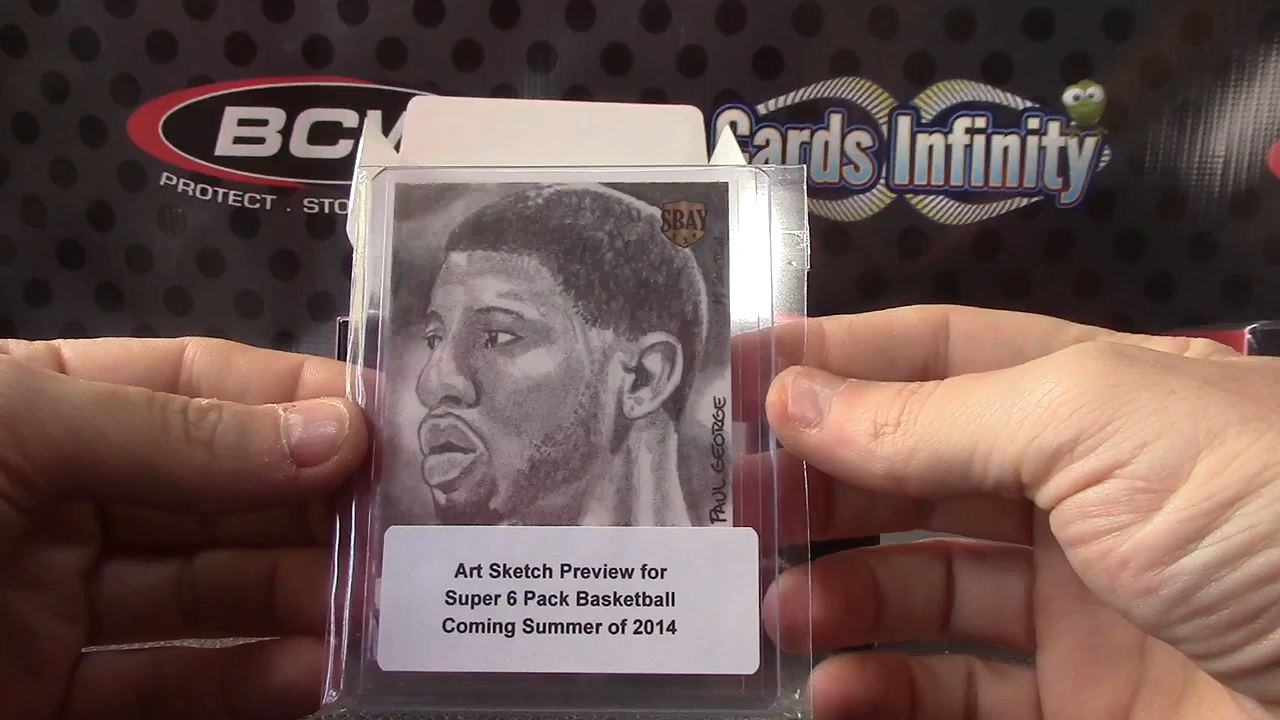 BCW
PROTECT . STO
Cards Infinity
SBAY
PAUL GEORGE
Art Sketch Preview for
Super 6 Pack Basketball
Coming Summer of 2014